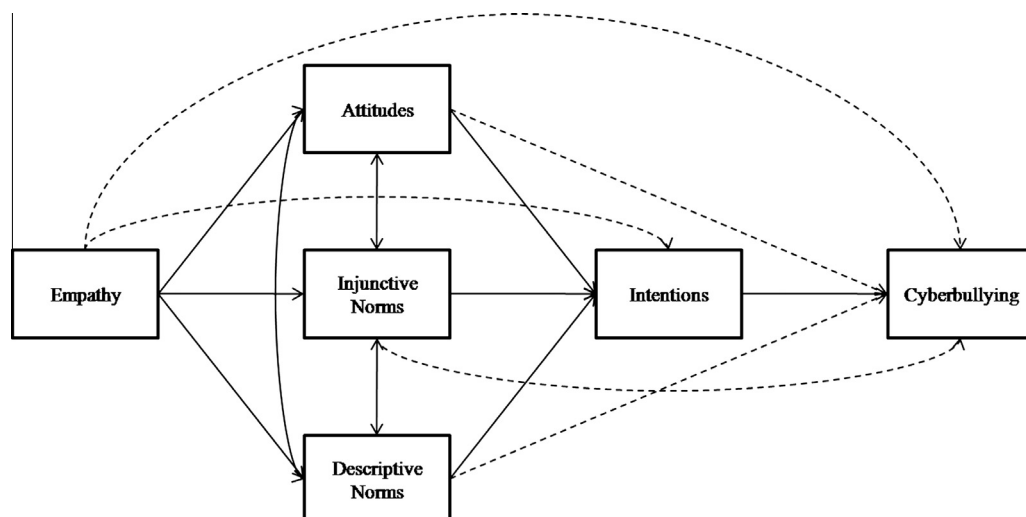 Attitudes
Empathy
Injunctive
Norms
Intentions
Cyberbullying
Descriptive
Norms